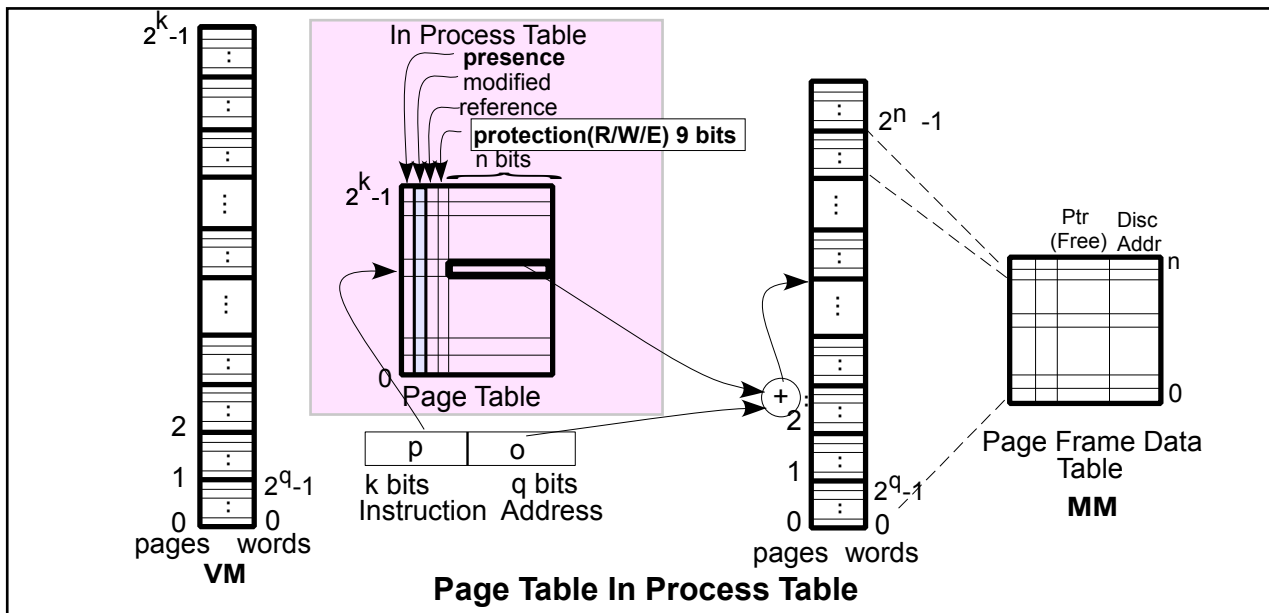 2^k-1
:
:
:
⋮
:
⋮
:
:
2
:
1
2^q-1
:
0
0
pages words
VM
In Process Table
presence
modified
reference
protection(R/W/E) 9 bits
n bits
2^k-1
0
Page Table
p
o
k bits
q bits
Instruction Address
+
:
2^n -1
:
:
⋮
:
⋮
:
:
2
:
1
2^q-1
:
0
0
pages words
Ptr
(Free)
Disc
Addr
n
0
Page Frame Data
Table
MM
Page Table In Process Table